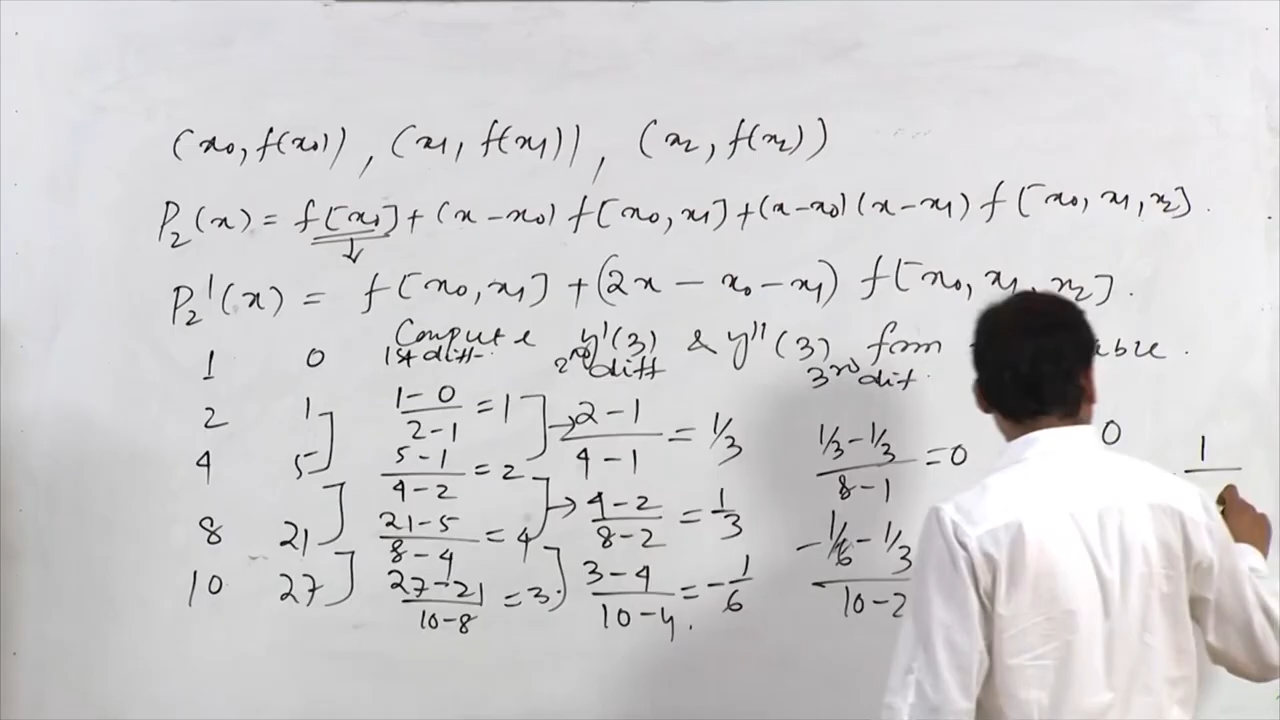 (x₀, f(x₀)), (x₁, f(x₁)), (x₂, f(x₂))
P₂(x) = f[x₀] + (x-x₀) f[x₀, x₁] + (x-x₀)(x-x₁) f[x₀, x₁, x₂].
P₂'(x) = f[x₀, x₁] + (2x - x₀ - x₁) f[x₀, x₁, x₂].
Compute y'(3) & y''(3) from
1 0 1st diff. 2nd diff 3rd dif.
2 1 (1-0)/(2-1) = 1 → (2-1)/(4-1) = 1/3
4 5 (5-1)/(4-2) = 2 (1/3-1/3)/(8-1) = 0 0 1
8 21 (21-5)/(8-4) = 4 → (4-2)/(8-2) = 1/3
10 27 (27-21)/(10-8) = 3. (3-4)/(10-4) = -1/6 (-1/6-1/3)/(10-2)